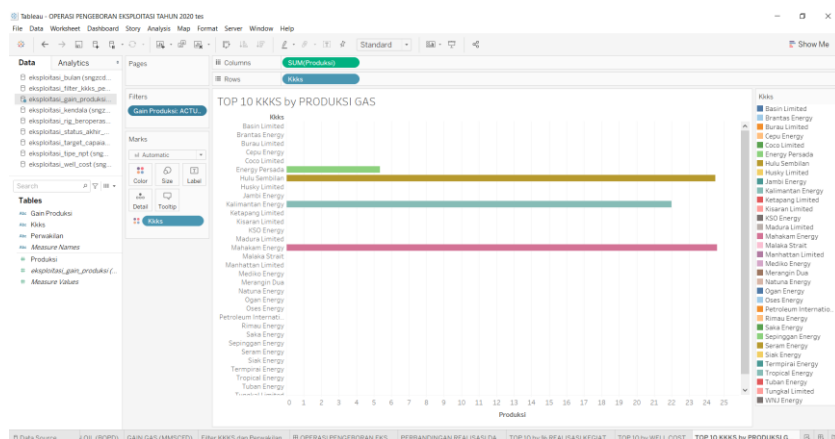 Tableau - OPERASI PENGEBORAN EKSPLOITASI TAHUN 2020 tes
File Data Worksheet Dashboard Story Analysis Map Format Server Window Help
Standard
Show Me
Data Analytics
eksploitasi_bulan (sngzcd...
eksploitasi_filter_kkks_pe...
eksploitasi_gain_produksi...
eksploitasi_kendala (sngz...
eksploitasi_rig_beroperas...
eksploitasi_status_akhir_...
eksploitasi_target_capaia...
eksploitasi_tipe_npt (sng...
eksploitasi_well_cost (sng...
Search
Tables
Abc Gain Produksi
Abc Kkks
Abc Perwakilan
Abc Measure Names
Produksi
eksploitasi_gain_produksi (...
Measure Values
Pages
Filters
Gain Produksi: ACTU..
Marks
Automatic
Color Size Label
Detail Tooltip
Kkks
Columns SUM(Produksi)
Rows Kkks
TOP 10 KKKS by PRODUKSI GAS
Kkks
Basin Limited
Brantas Energy
Burau Limited
Cepu Energy
Coco Limited
Energy Persada
Hulu Sembilan
Husky Limited
Jambi Energy
Kalimantan Energy
Ketapang Limited
Kisaran Limited
KSO Energy
Madura Limited
Mahakam Energy
Malaka Strait
Manhattan Limited
Mediko Energy
Merangin Dua
Natuna Energy
Ogan Energy
Oses Energy
Petroleum Internati..
Rimau Energy
Saka Energy
Sepinggan Energy
Seram Energy
Siak Energy
Termpirai Energy
Tropical Energy
Tuban Energy
Tungkal Limited
0 1 2 3 4 5 6 7 8 9 10 11 12 13 14 15 16 17 18 19 20 21 22 23 24 25
Produksi
Kkks
Basin Limited
Brantas Energy
Burau Limited
Cepu Energy
Coco Limited
Energy Persada
Hulu Sembilan
Husky Limited
Jambi Energy
Kalimantan Energy
Ketapang Limited
Kisaran Limited
KSO Energy
Madura Limited
Mahakam Energy
Malaka Strait
Manhattan Limited
Mediko Energy
Merangin Dua
Natuna Energy
Ogan Energy
Oses Energy
Petroleum Internatio..
Rimau Energy
Saka Energy
Sepinggan Energy
Seram Energy
Siak Energy
Termpirai Energy
Tropical Energy
Tuban Energy
Tungkal Limited
WNJ Energy
Data Source (BOPD) GAIN GAS (MMSCFD) Filter KKKS dan Perwakilan OPERASI PENGEBORAN EKS... PERBANDINGAN REALISASI DA... TOP 10 by % REALISASI KEGIAT... TOP 10 by WELL COST TOP 10 KKKS by PRODUKSI G...